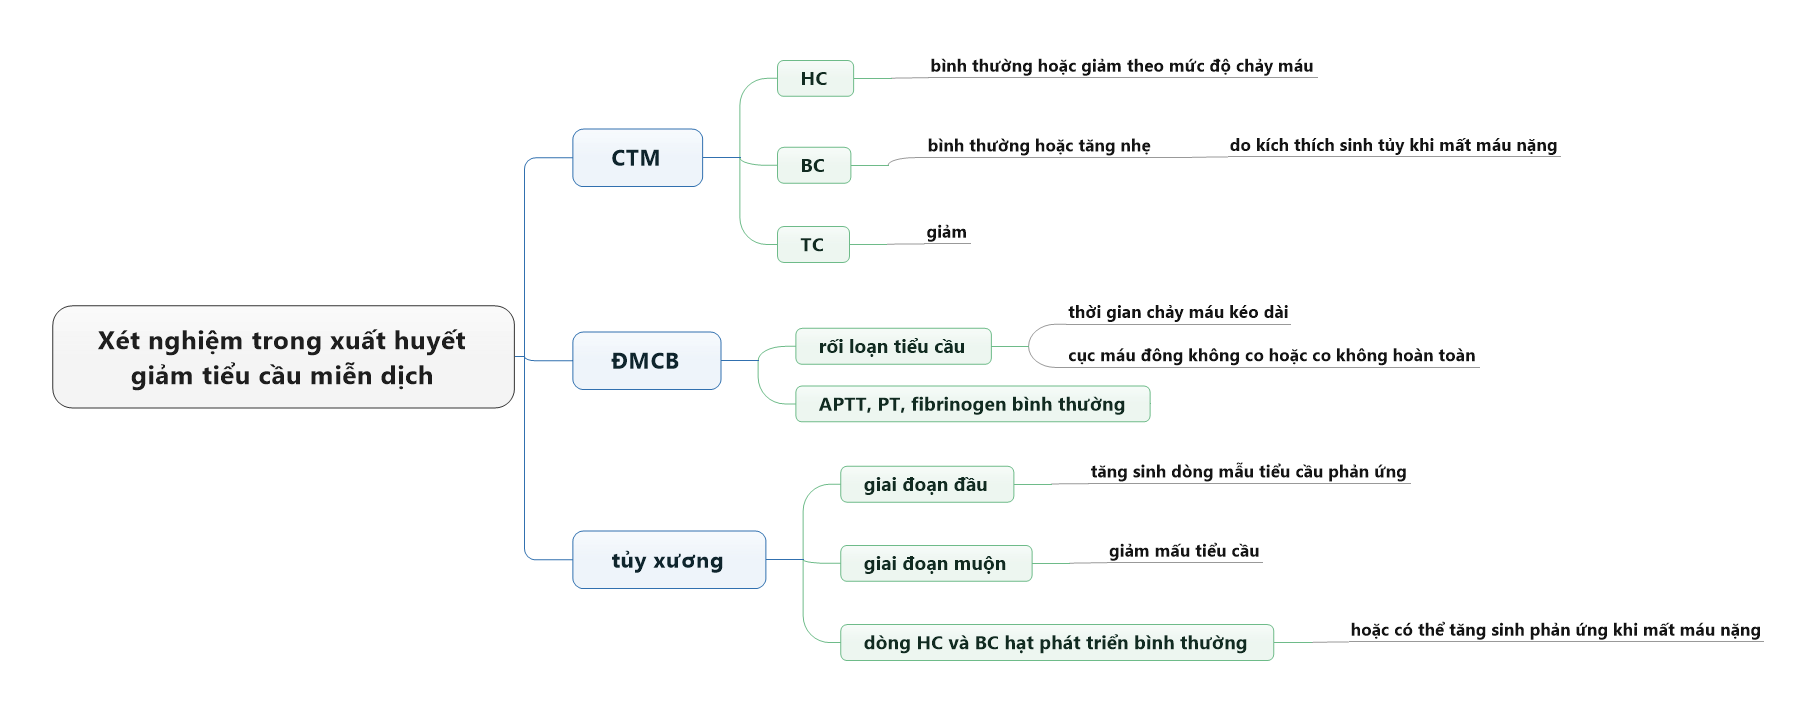 Xét nghiệm trong xuất huyết
giảm tiểu cầu miễn dịch
CTM
HC
bình thường hoặc giảm theo mức độ chảy máu
BC
bình thường hoặc tăng nhẹ
do kích thích sinh tủy khi mất máu nặng
TC
giảm
ĐMCB
rối loạn tiểu cầu
thời gian chảy máu kéo dài
cục máu đông không co hoặc co không hoàn toàn
APTT, PT, fibrinogen bình thường
tủy xương
giai đoạn đầu
tăng sinh dòng mẫu tiểu cầu phản ứng
giai đoạn muộn
giảm mấu tiểu cầu
dòng HC và BC hạt phát triển bình thường
hoặc có thể tăng sinh phản ứng khi mất máu nặng